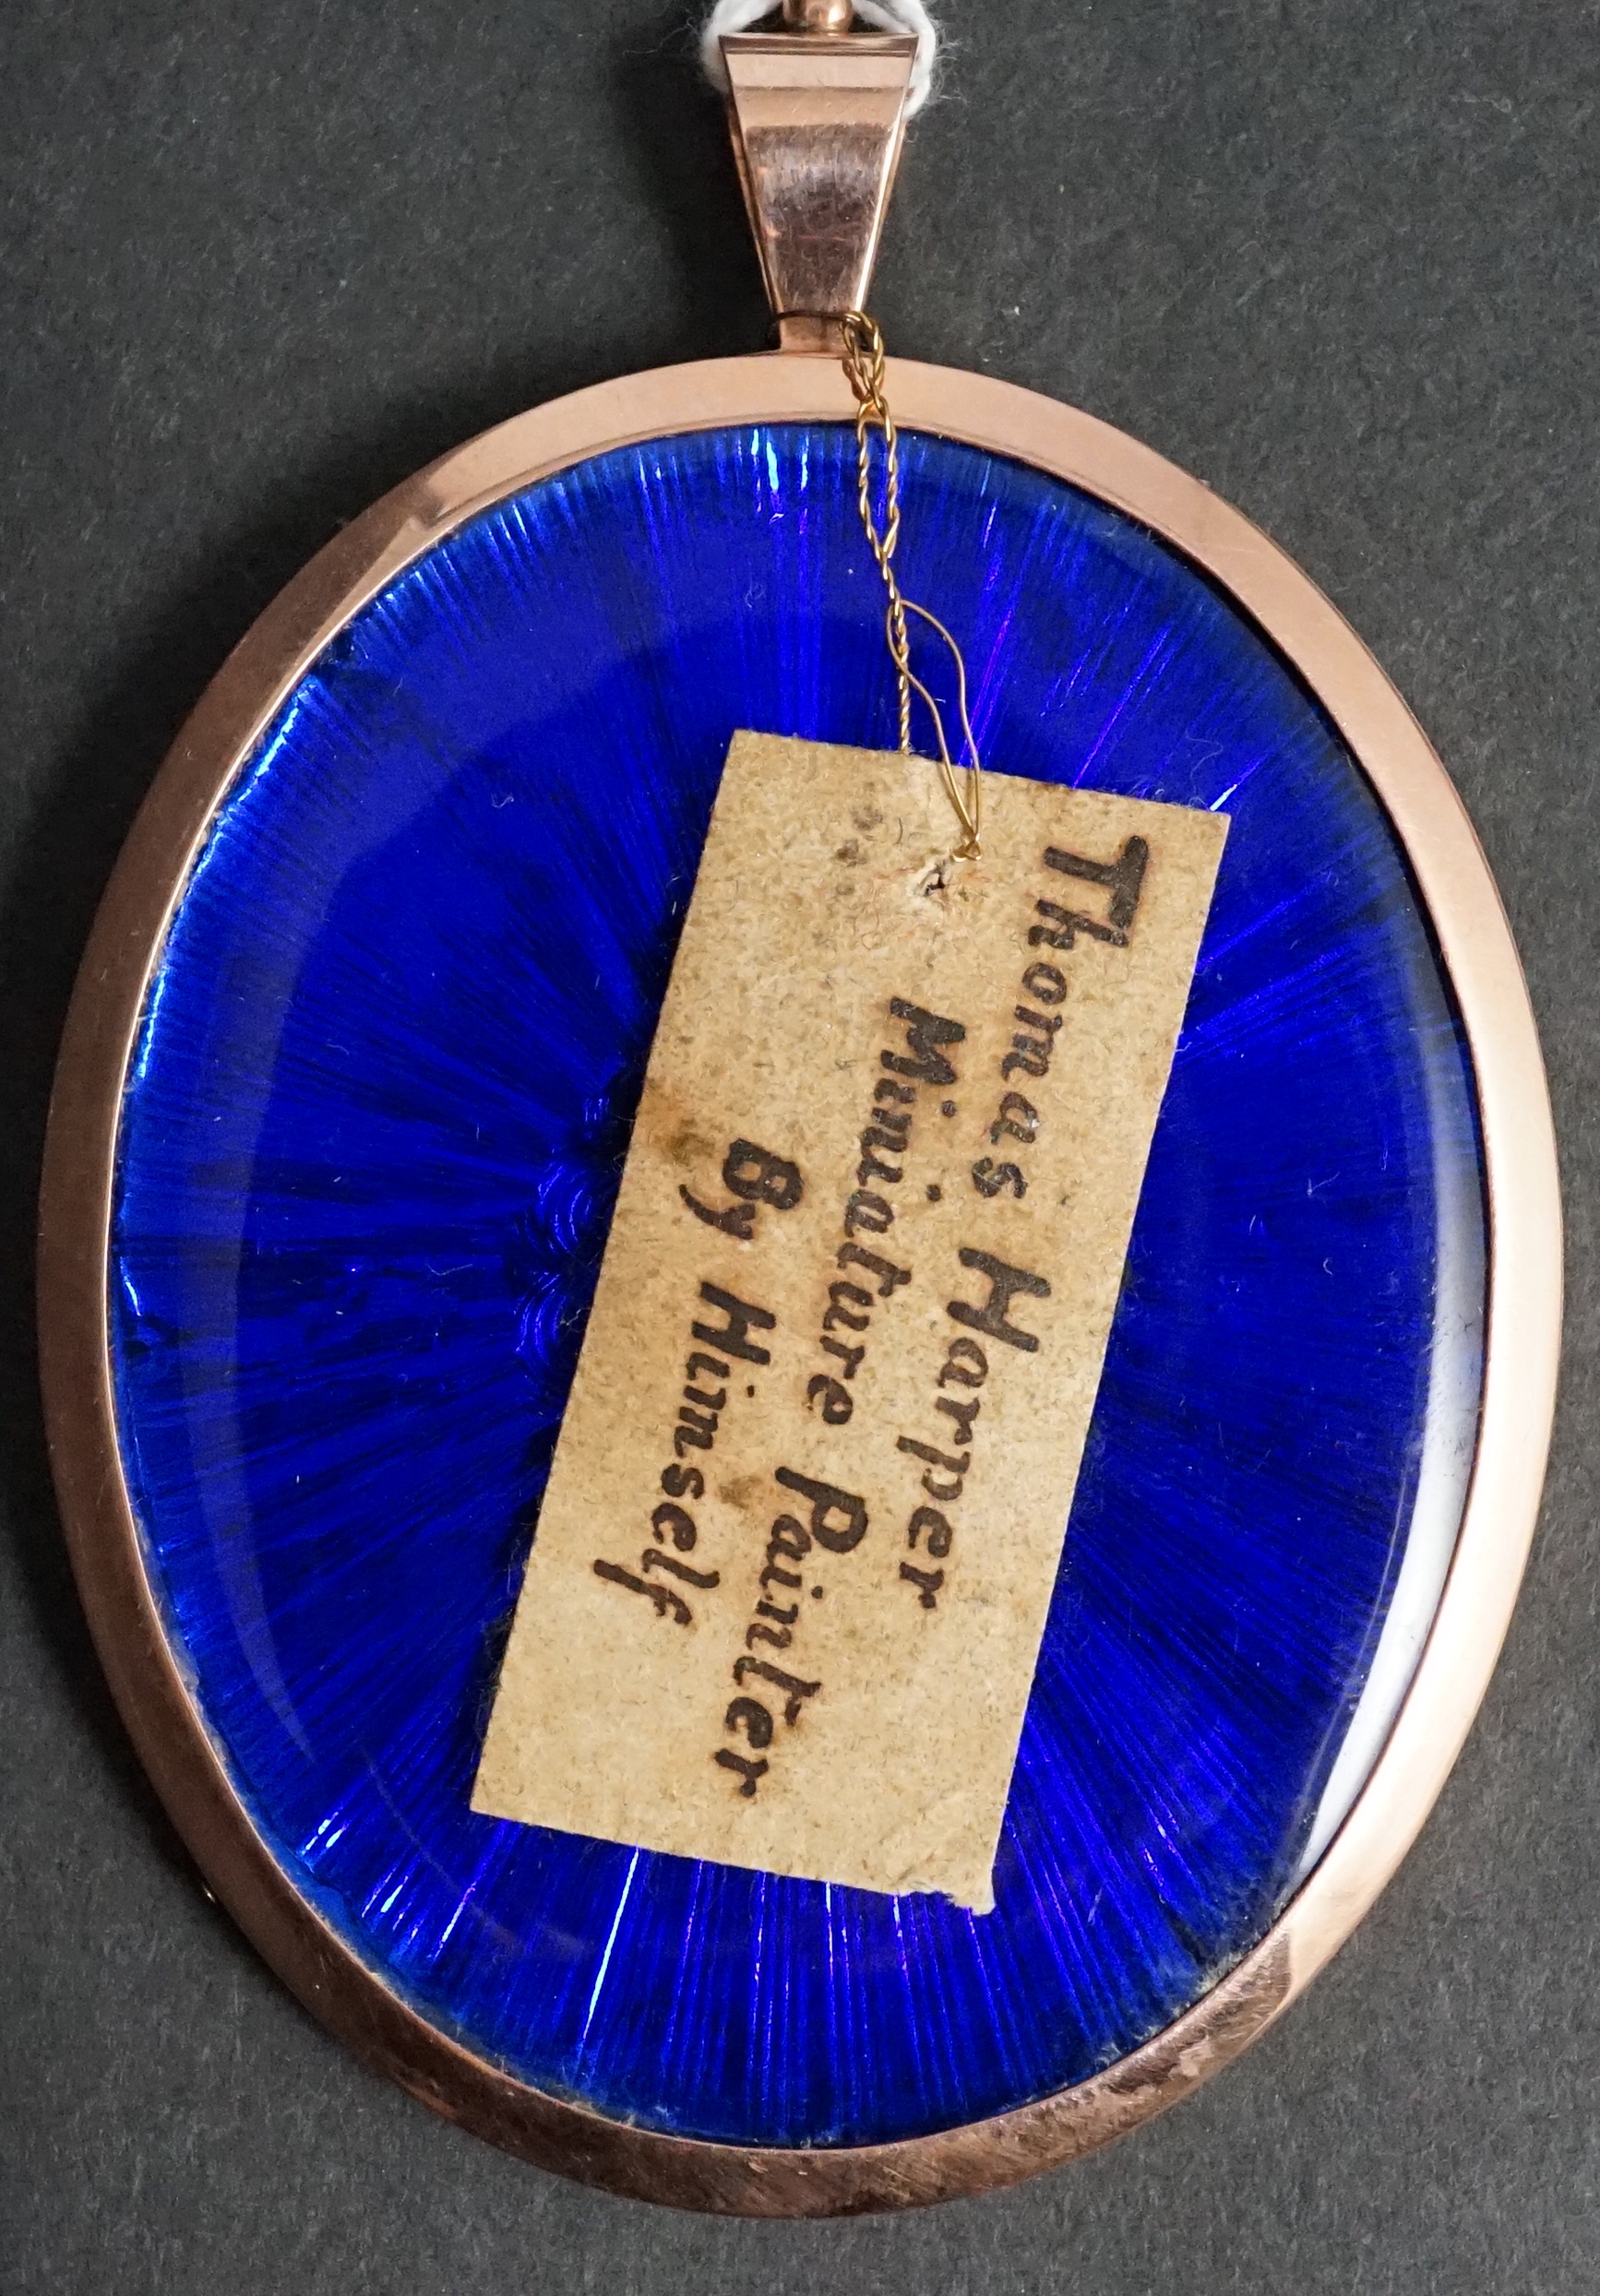 Thomas Harper
Miniature Painter
By Himself